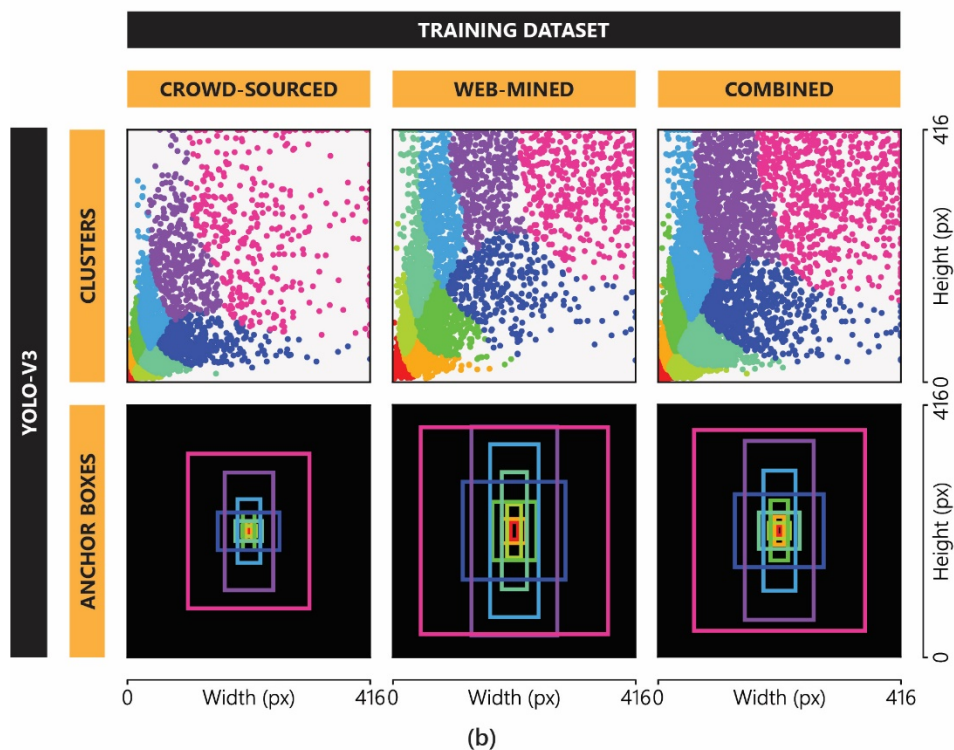 TRAINING DATASET
CROWD-SOURCED WEB-MINED COMBINED
YOLO-V3
CLUSTERS
416
Height (px)
0
ANCHOR BOXES
416
Height (px)
0
0 Width (px) 416 0 Width (px) 416 0 Width (px) 416
(b)